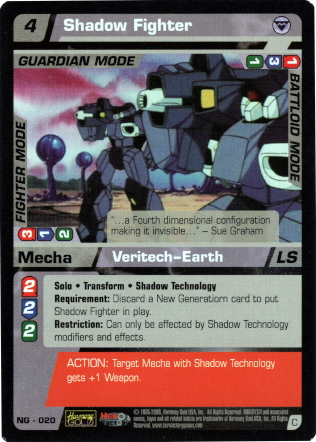 4 Shadow Fighter
GUARDIAN MODE
1 3 1
BATTLOID MODE
FIGHTER MODE
3 1 2
"...a Fourth dimensional configuration
making it invisible..." – Sue Graham
Mecha Veritech-Earth LS
2 Solo • Transform • Shadow Technology
2 Requirement: Discard a New Generatiorn card to put
Shadow Fighter in play.
2 Restriction: Can only be affected by Shadow Technology
modifiers and effects.
ACTION: Target Mecha with Shadow Technology
gets +1 Weapon.
NG - 020
Harmony
GOLD
C